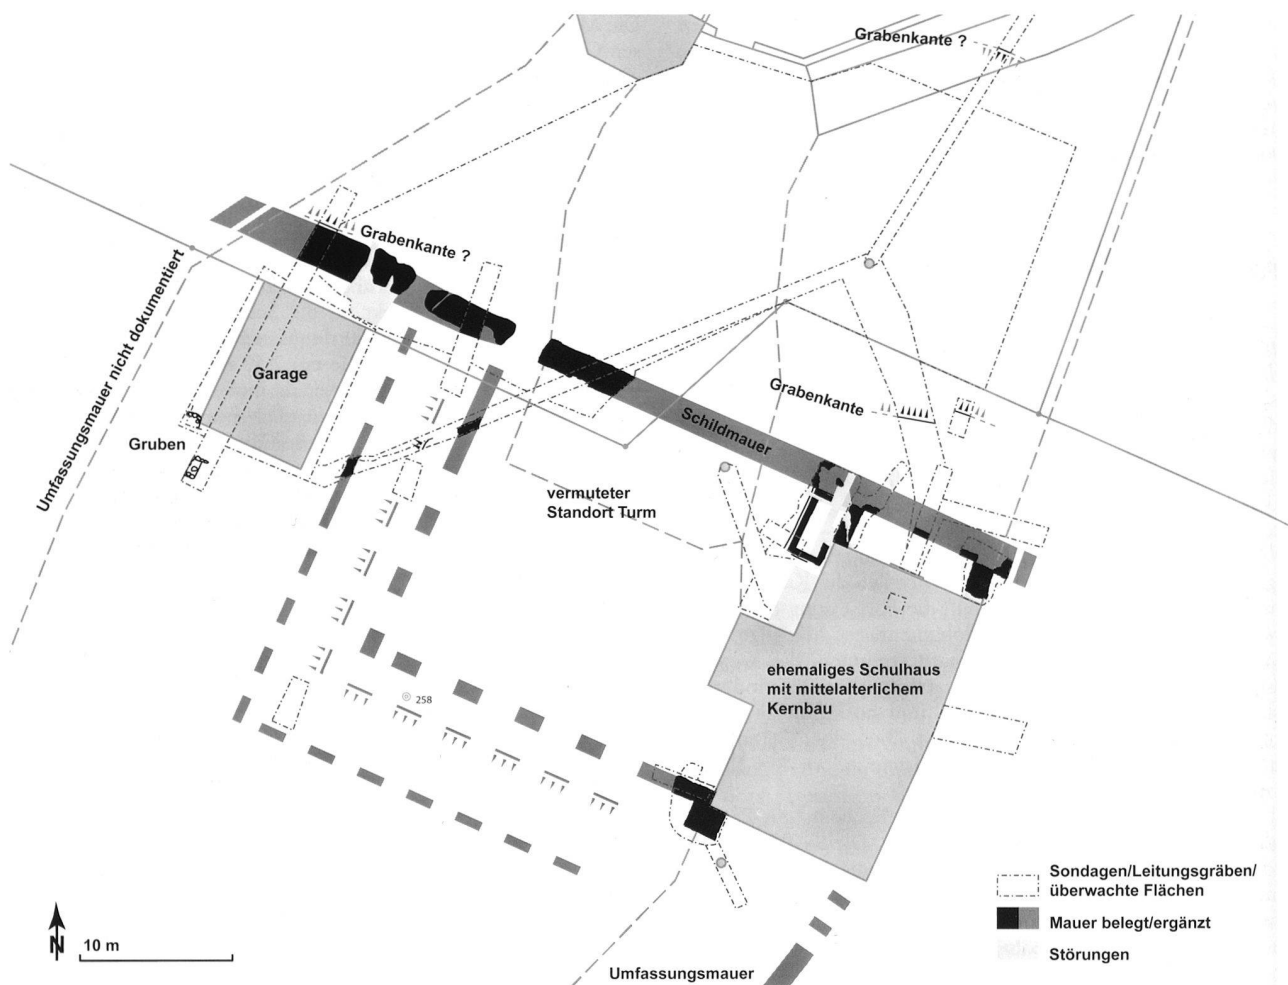 Grabenkante ?
Grabenkante ?
Umfassungsmauer nicht dokumentiert
Garage
Grabenkante
Schildmauer
Gruben
vermuteter
Standort Turm
ehemaliges Schulhaus
mit mittelalterlichem
Kernbau
258
Sondagen/Leitungsgräben/
überwachte Flächen
Mauer belegt/ergänzt
Störungen
N
10 m
Umfassungsmauer